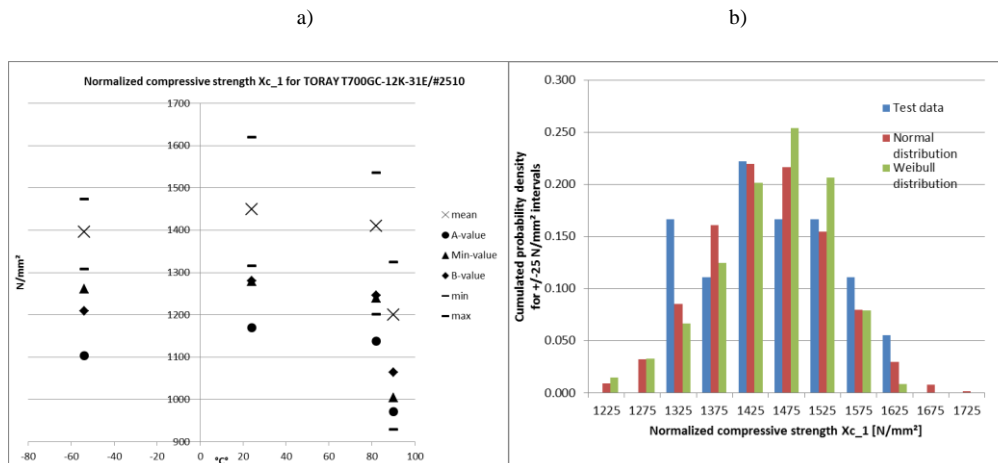 a)
b)
Normalized compressive strength Xc_1 for TORAY T700GC-12K-31E/#2510
1700
1600
1500
1400
1300
1200
1100
1000
900
N/mm²
-80
-60
-40
-20
0
20
40
60
80
100
°C°
mean
A-value
Min-value
B-value
min
max
0.300
0.250
0.200
0.150
0.100
0.050
0.000
Cumulated probability density
for +/-25 N/mm² intervals
Test data
Normal
distribution
Weibull
distribution
1225 1275 1325 1375 1425 1475 1525 1575 1625 1675 1725
Normalized compressive strength Xc_1 [N/mm²]